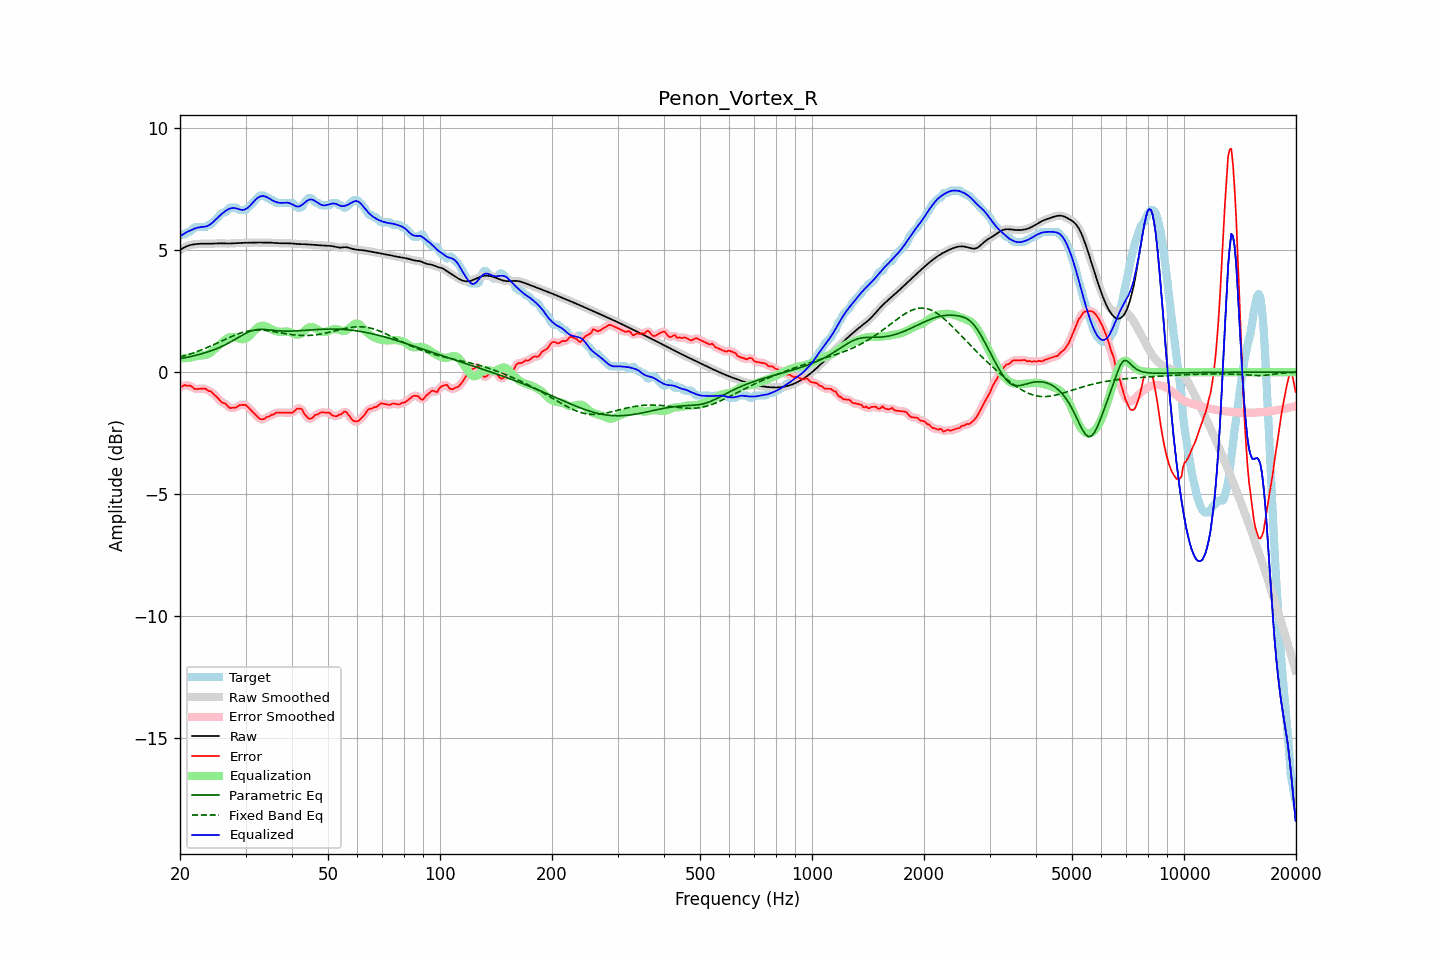 Penon_Vortex_R
10
5
0
−5
−10
−15
Amplitude (dBr)
Target
Raw Smoothed
Error Smoothed
Raw
Error
Equalization
Parametric Eq
Fixed Band Eq
Equalized
20 50 100 200 500 1000 2000 5000 10000 20000
Frequency (Hz)